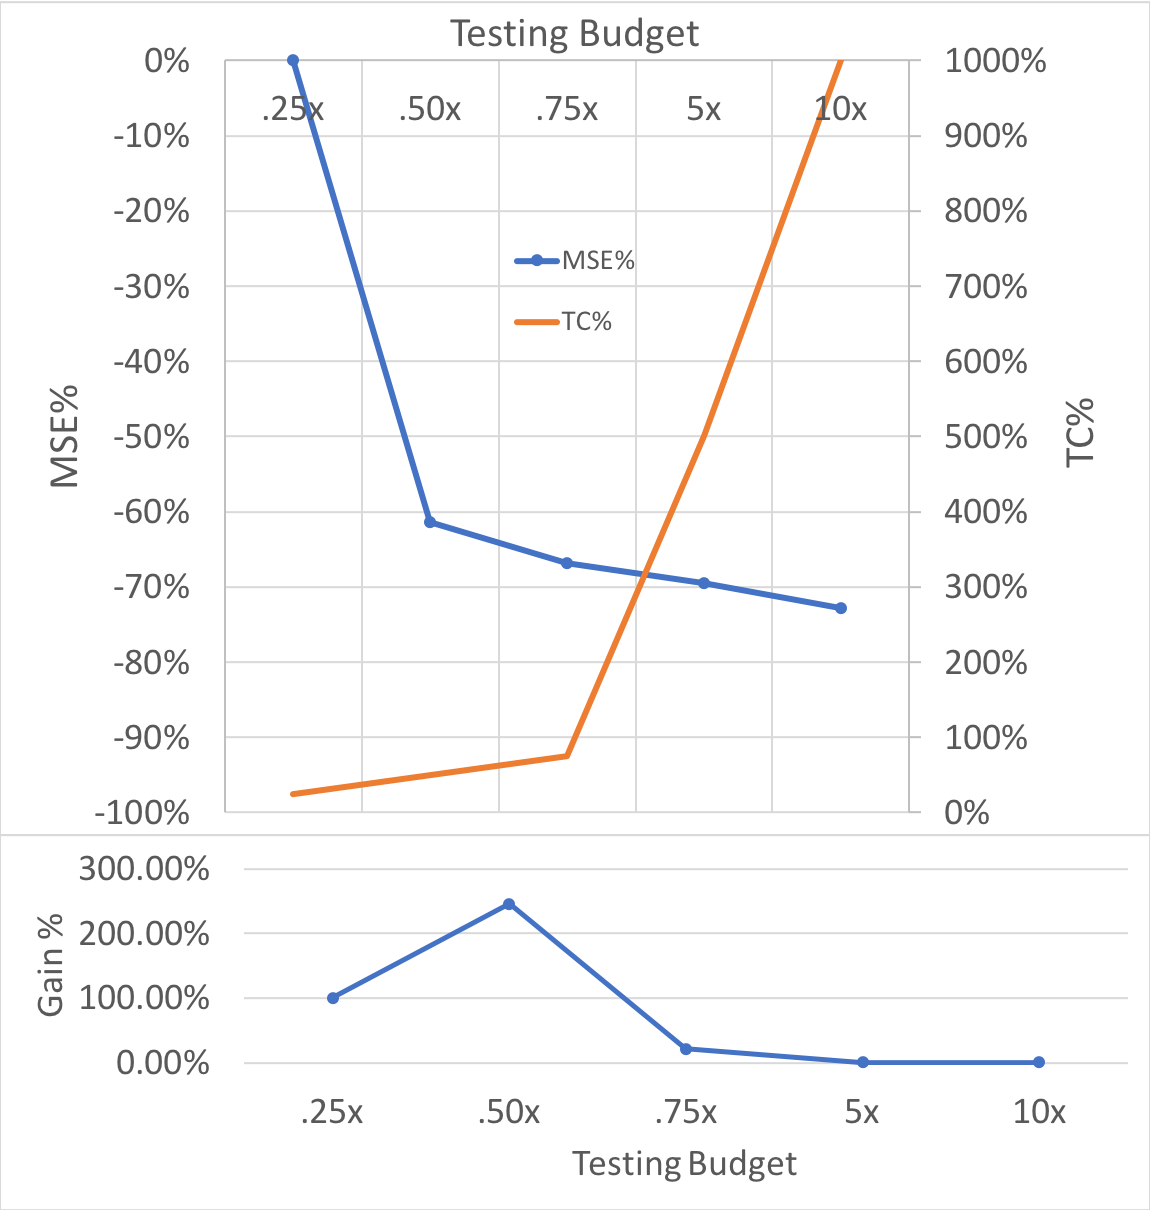 Testing Budget
0%
-10%
-20%
-30%
-40%
-50%
-60%
-70%
-80%
-90%
-100%
MSE%
.25x .50x .75x 5x 10x
MSE%
TC%
1000%
900%
800%
700%
600%
500%
400%
300%
200%
100%
0%
TC%
300.00%
200.00%
100.00%
0.00%
Gain %
.25x .50x .75x 5x 10x
Testing Budget